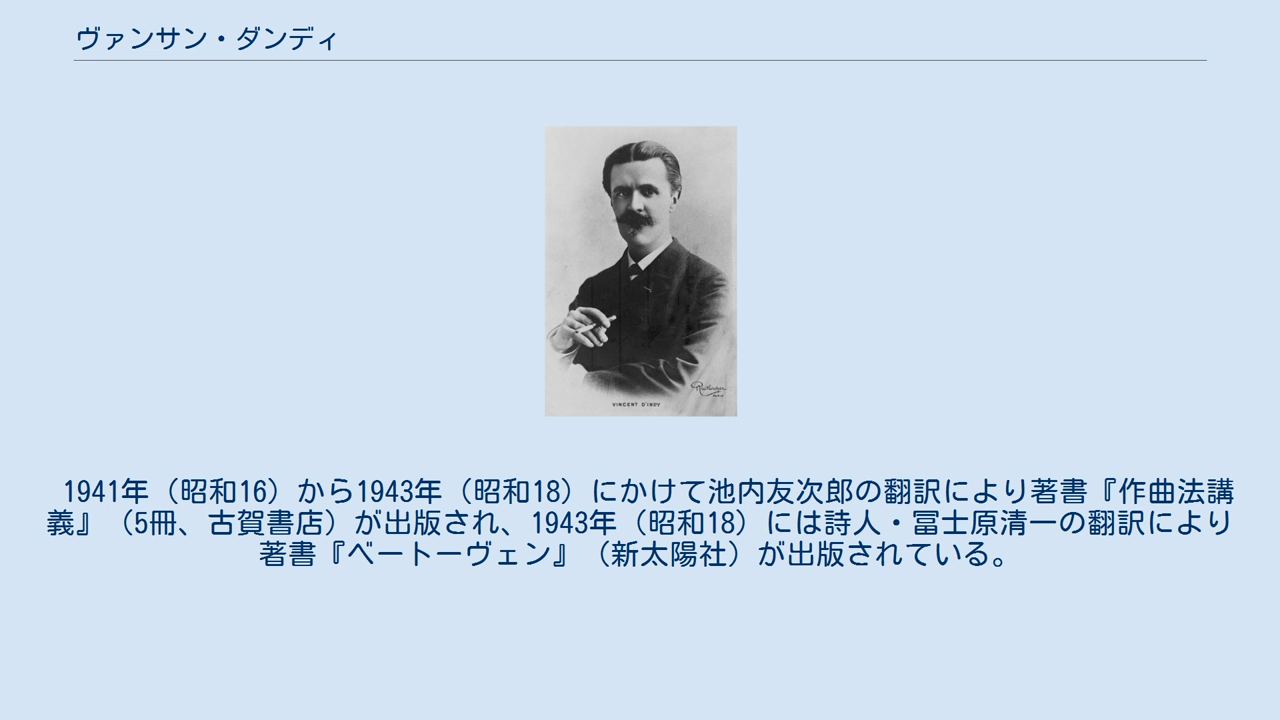 ヴァンサン・ダンディ
VINCENT D'INDY
1941年（昭和16）から1943年（昭和18）にかけて池内友次郎の翻訳により著書『作曲法講
義』（5冊、古賀書店）が出版され、1943年（昭和18）には詩人・冨士原清一の翻訳により
著書『ベートーヴェン』（新太陽社）が出版されている。